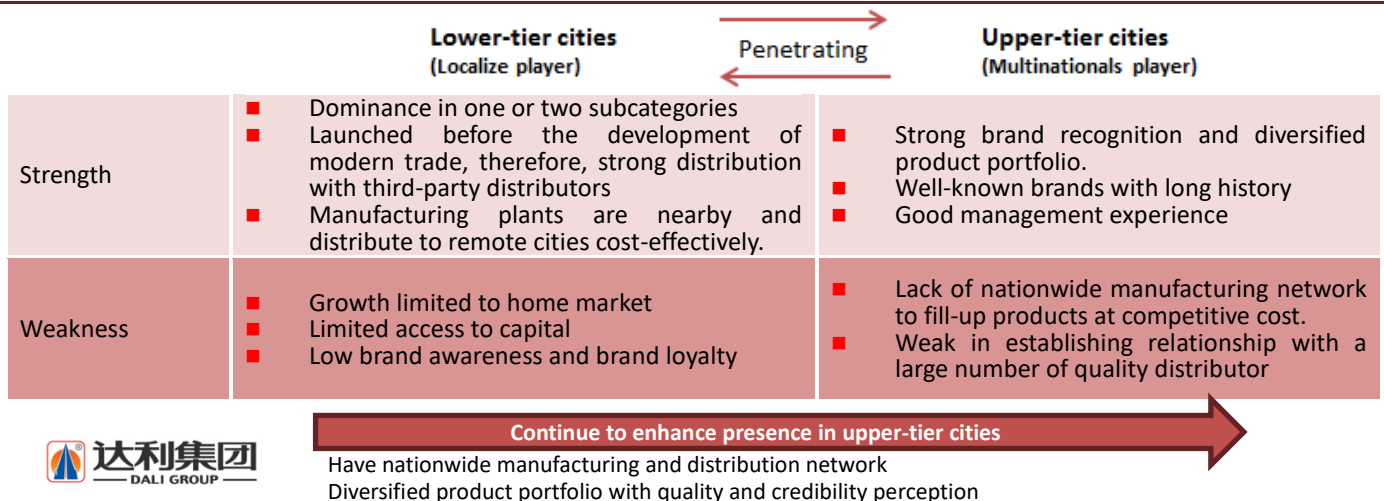 Lower-tier cities
(Localize player)
Penetrating
Upper-tier cities
(Multinationals player)
Strength
Dominance in one or two subcategories
Launched before the development of
modern trade, therefore, strong distribution
with third-party distributors
Manufacturing plants are nearby and
distribute to remote cities cost-effectively.
Strong brand recognition and diversified
product portfolio.
Well-known brands with long history
Good management experience
Weakness
Growth limited to home market
Limited access to capital
Low brand awareness and brand loyalty
Lack of nationwide manufacturing network
to fill-up products at competitive cost.
Weak in establishing relationship with a
large number of quality distributor
达利集团
DALI GROUP
Continue to enhance presence in upper-tier cities
Have nationwide manufacturing and distribution network
Diversified product portfolio with quality and credibility perception